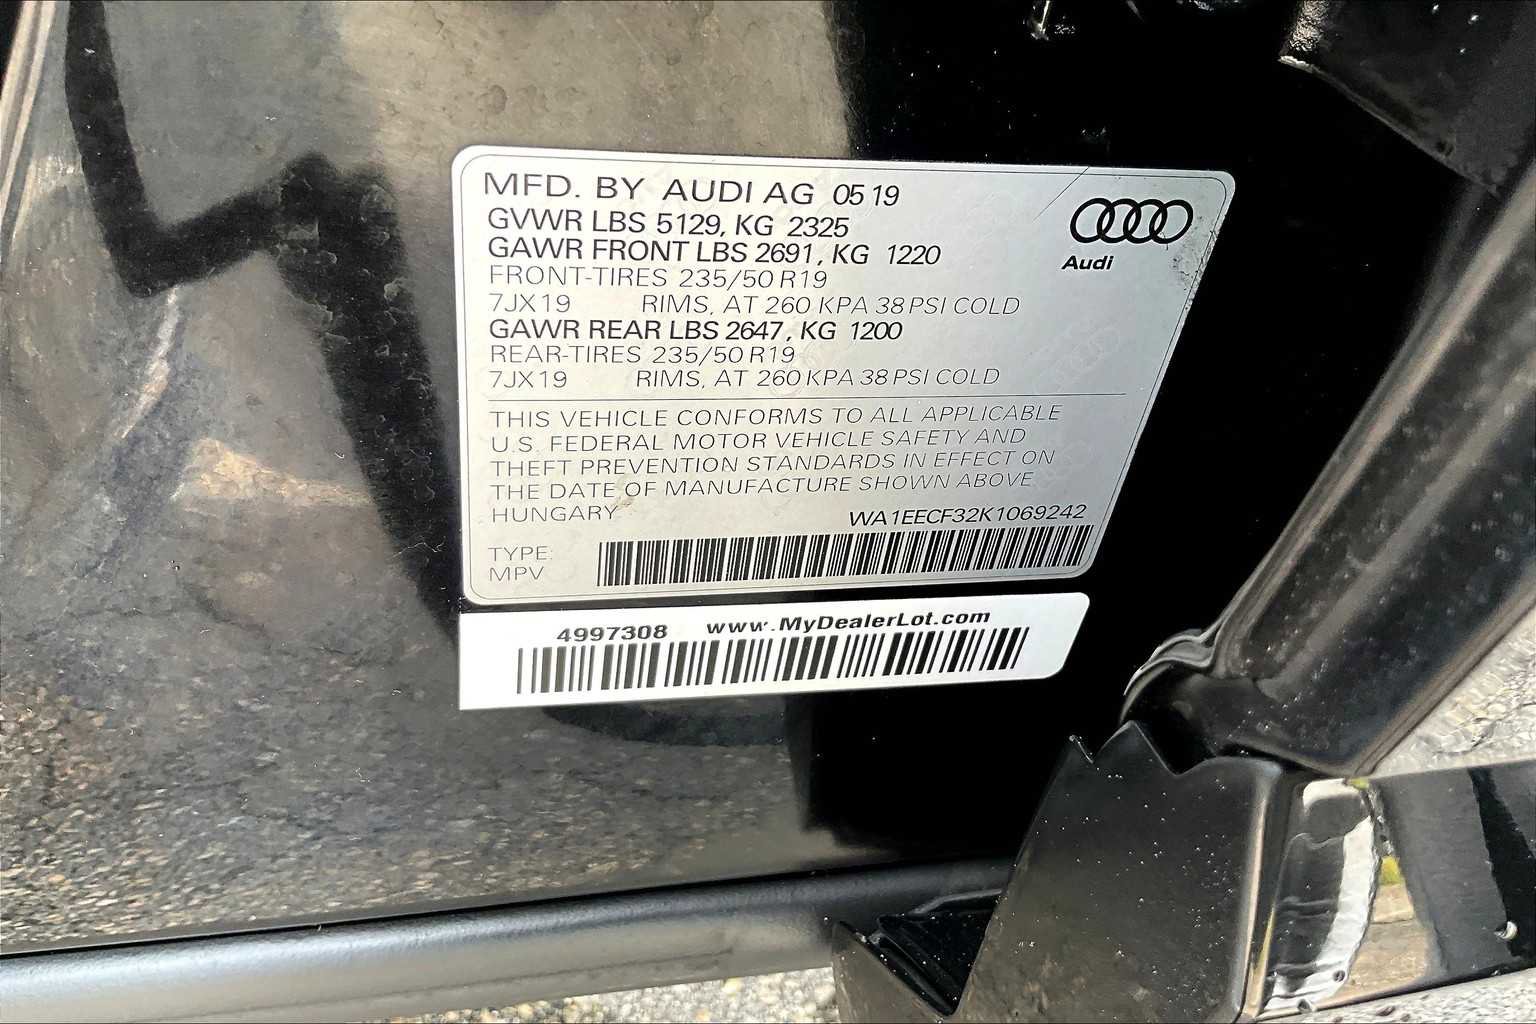 MFD. BY AUDI AG 05 19
GVWR LBS 5129, KG 2325
GAWR FRONT LBS 2691, KG 1220
FRONT-TIRES 235/50 R19
7JX19 RIMS, AT 260 KPA 38 PSI COLD
GAWR REAR LBS 2647, KG 1200
REAR-TIRES 235/50 R19
7JX19 RIMS, AT 260 KPA 38 PSI COLD
Audi
THIS VEHICLE CONFORMS TO ALL APPLICABLE
U.S. FEDERAL MOTOR VEHICLE SAFETY AND
THEFT PREVENTION STANDARDS IN EFFECT ON
THE DATE OF MANUFACTURE SHOWN ABOVE
HUNGARY WA1EECF32K1069242
TYPE:
MPV
4997308 www.MyDealerLot.com